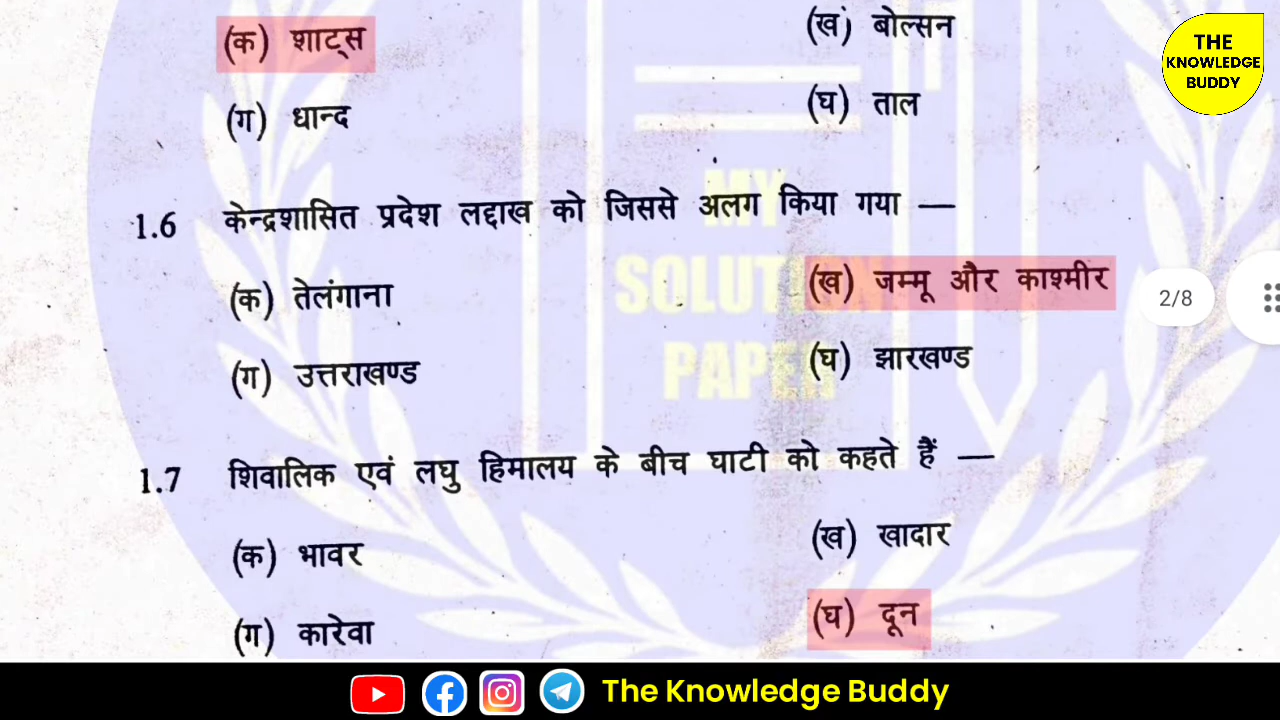 (क) शाट्स (ख) बोल्सन
(ग) धान्द (घ) ताल
1.6 केन्द्रशासित प्रदेश लद्दाख को जिससे अलग किया गया —
(क) तेलंगाना (ख) जम्मू और काश्मीर
(ग) उत्तराखण्ड (घ) झारखण्ड
1.7 शिवालिक एवं लघु हिमालय के बीच घाटी को कहते हैं —
(क) भावर (ख) खादार
(ग) कारेवा (घ) दून
THE
KNOWLEDGE
BUDDY
2/8
MY
SOLUTION
PAPER
The Knowledge Buddy